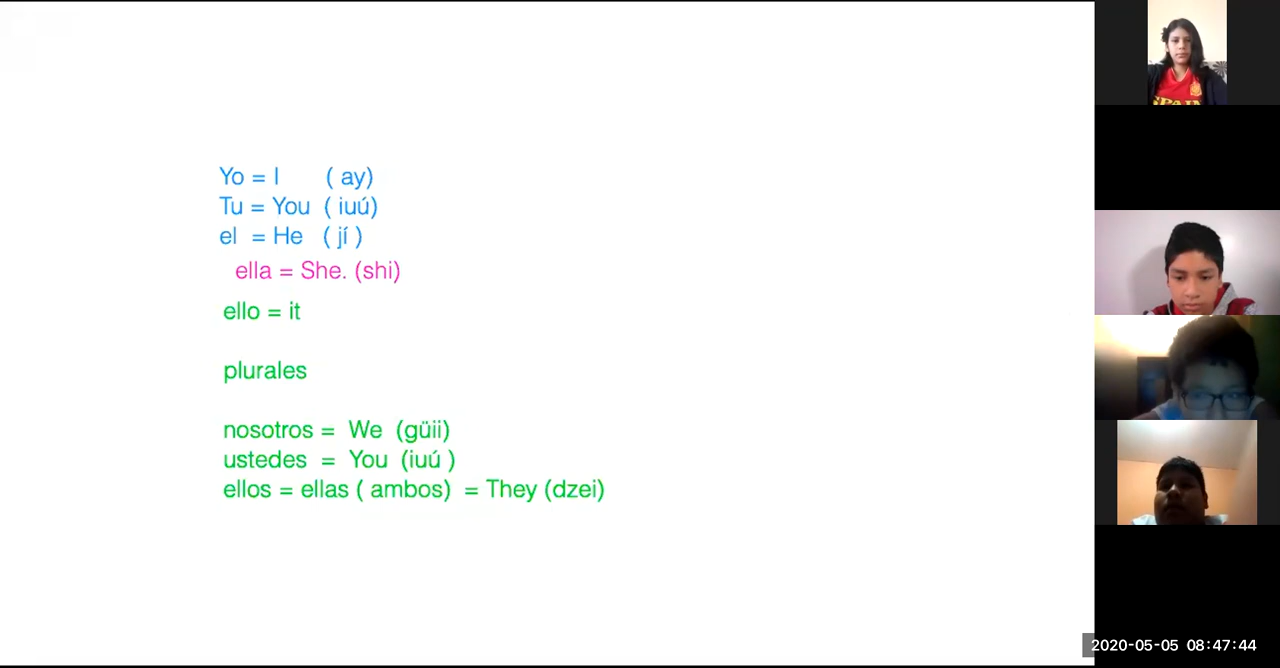 Yo = I ( ay)
Tu = You ( iuú)
el = He ( jí )
ella = She. (shi)
ello = it
plurales
nosotros = We (güii)
ustedes = You (iuú )
ellos = ellas ( ambos) = They (dzei)
SPAIN
2020-05-05 08:47:44